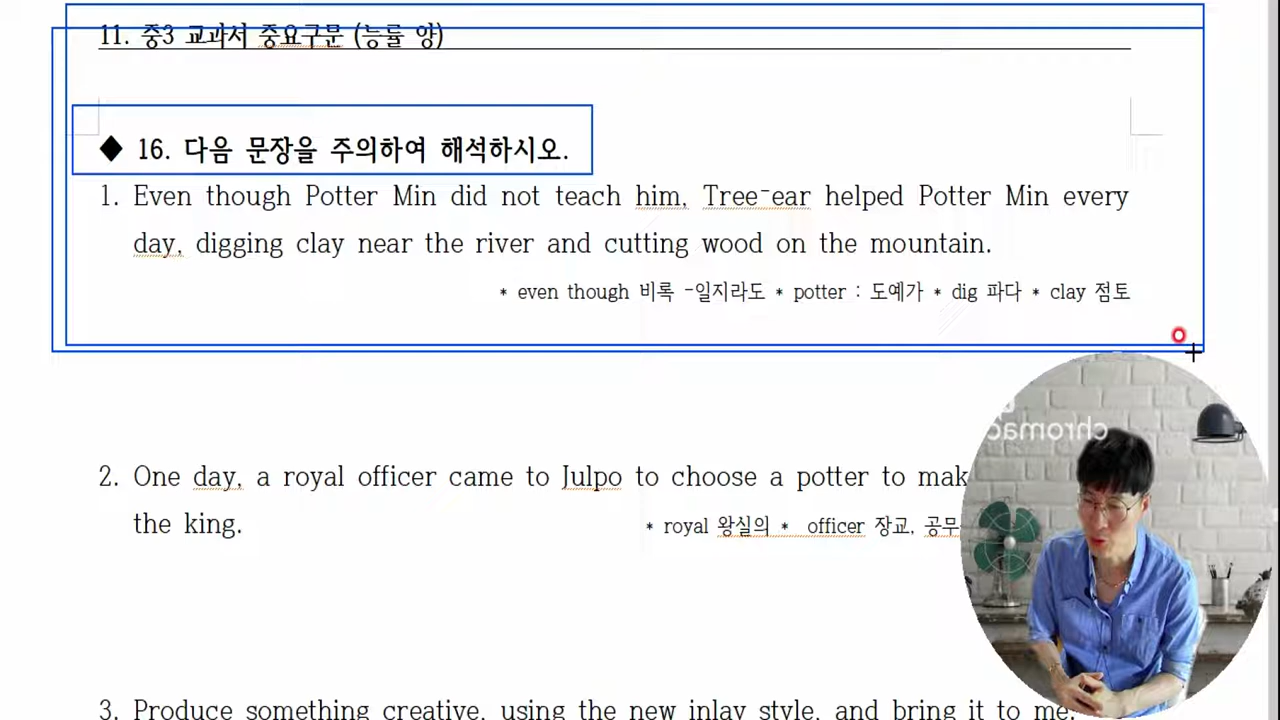 11. 중3 교과서 중요구문 (능률 양)
◆ 16. 다음 문장을 주의하여 해석하시오.
1. Even though Potter Min did not teach him, Tree-ear helped Potter Min every
day, digging clay near the river and cutting wood on the mountain.
* even though 비록 -일지라도 * potter : 도예가 * dig 파다 * clay 점토
2. One day, a royal officer came to Julpo to choose a potter to mak
the king.
* royal 왕실의 * officer 장교, 공무
3. Produce something creative, using the new inlay style, and bring it to me.
chromac